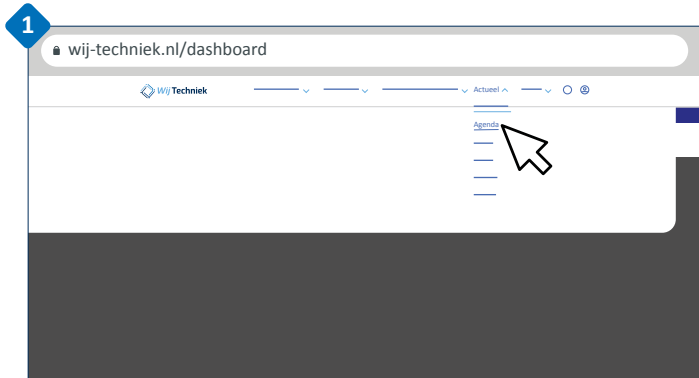 1
wij-techniek.nl/dashboard
Wij Techniek
Actueel
Agenda